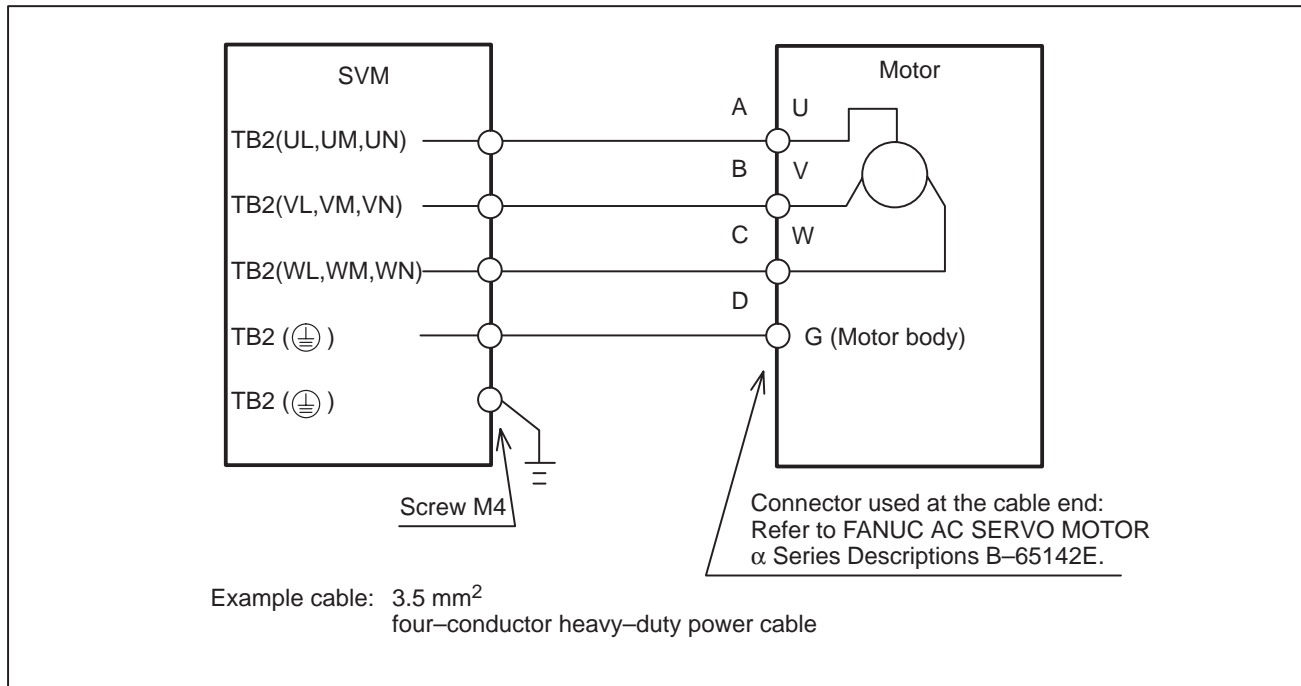 SVM
Motor
A U
TB2(UL,UM,UN)
B V
TB2(VL,VM,VN)
C W
TB2(WL,WM,WN)
D
TB2 ( )
G (Motor body)
TB2 ( )
Screw M4
Connector used at the cable end:
Refer to FANUC AC SERVO MOTOR
α Series Descriptions B–65142E.
Example cable: 3.5 mm²
four–conductor heavy–duty power cable